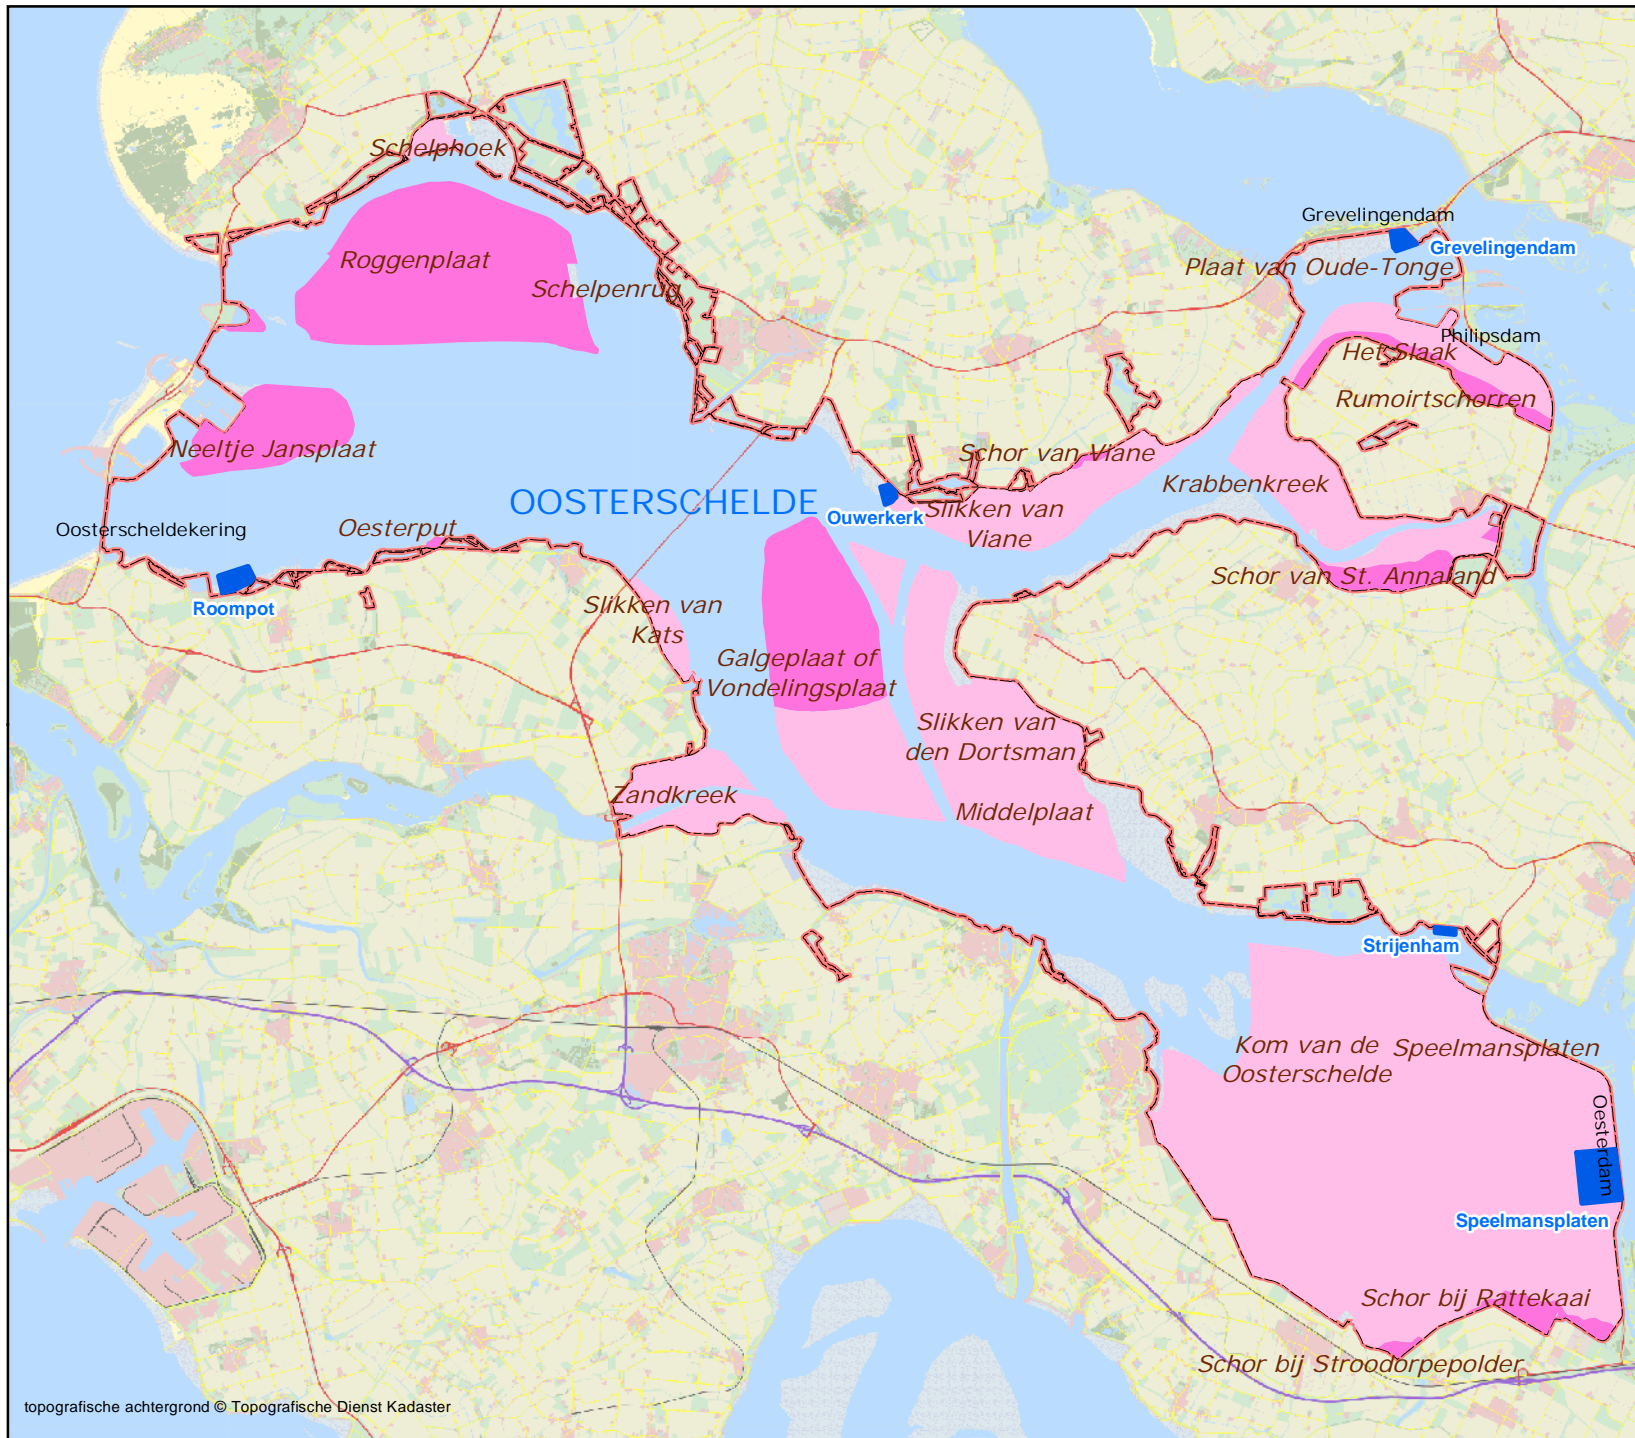 Schelphoek
Grevelingendam
Grevelingendam
Roggenplaat
Plaat van Oude-Tonge
Schelpenrug
Philipsdam
Het Slaak
Rumoirtschorren
Neeltje Jansplaat
Schor van Viane
Krabbenkreek
OOSTERSCHELDE
Ouwerkerk
Slikken van
Viane
Oosterscheldekering
Oesterput
Schor van St. Annaland
Roompot
Slikken van
Kats
Galgeplaat of
Vondelingsplaat
Slikken van
den Dortsman
Zandkreek
Middelplaat
Strijenham
Kom van de
Oosterschelde
Speelmansplaten
Oesterdam
Speelmansplaten
Schor bij Rattekaai
Schor bij Stroodorpepolder
topografische achtergrond © Topografische Dienst Kadaster